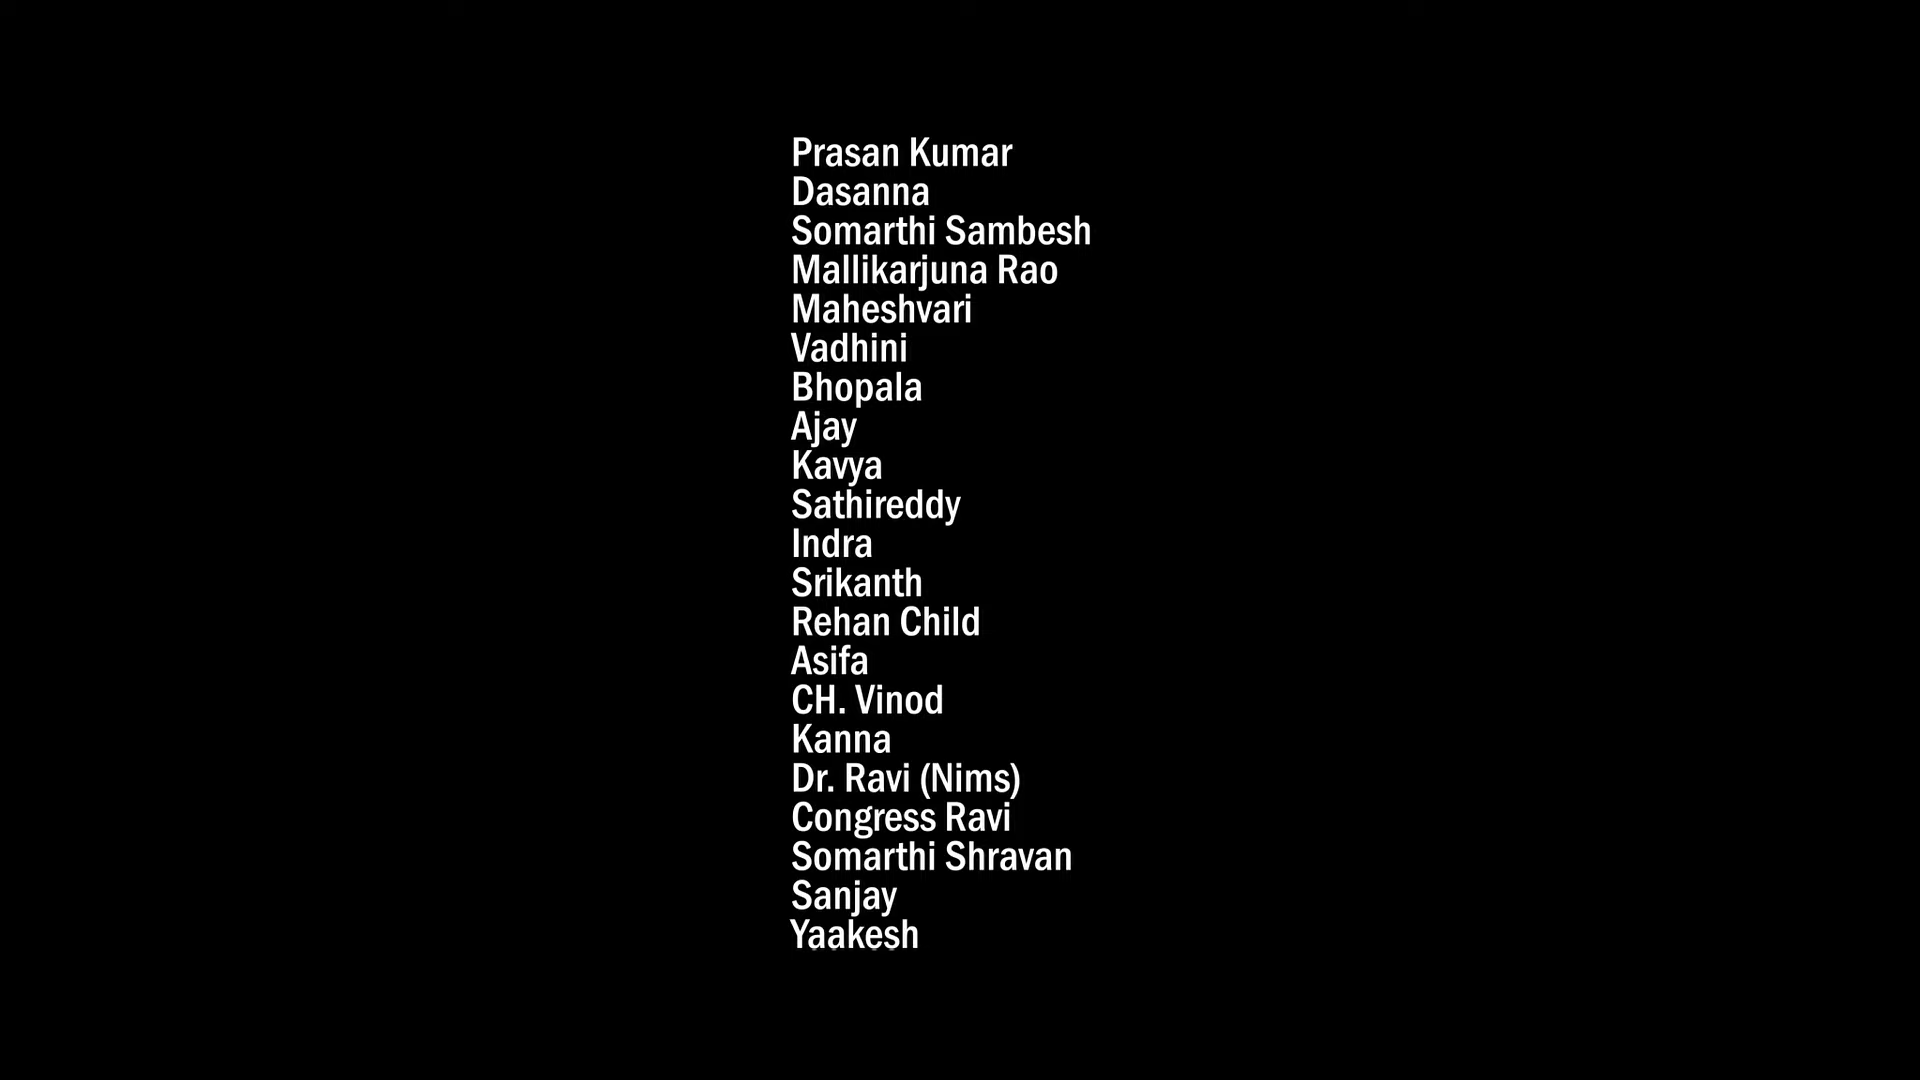 Prasan Kumar
Dasanna
Somarthi Sambesh
Mallikarjuna Rao
Maheshvari
Vadhini
Bhopala
Ajay
Kavya
Sathireddy
Indra
Srikanth
Rehan Child
Asifa
CH. Vinod
Kanna
Dr. Ravi (Nims)
Congress Ravi
Somarthi Shravan
Sanjay
Yaakesh